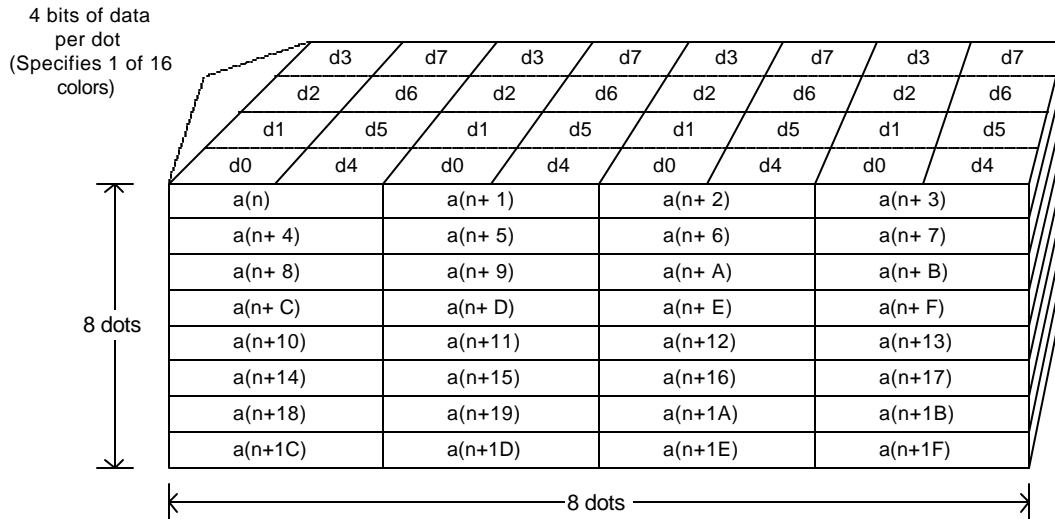 4 bits of data
per dot
(Specifies 1 of 16
colors)
d3 d7 d3 d7 d3 d7 d3 d7
d2 d6 d2 d6 d2 d6 d2 d6
d1 d5 d1 d5 d1 d5 d1 d5
d0 d4 d0 d4 d0 d4 d0 d4
a(n) a(n+ 1) a(n+ 2) a(n+ 3)
a(n+ 4) a(n+ 5) a(n+ 6) a(n+ 7)
a(n+ 8) a(n+ 9) a(n+ A) a(n+ B)
a(n+ C) a(n+ D) a(n+ E) a(n+ F)
8 dots
a(n+10) a(n+11) a(n+12) a(n+13)
a(n+14) a(n+15) a(n+16) a(n+17)
a(n+18) a(n+19) a(n+1A) a(n+1B)
a(n+1C) a(n+1D) a(n+1E) a(n+1F)
8 dots